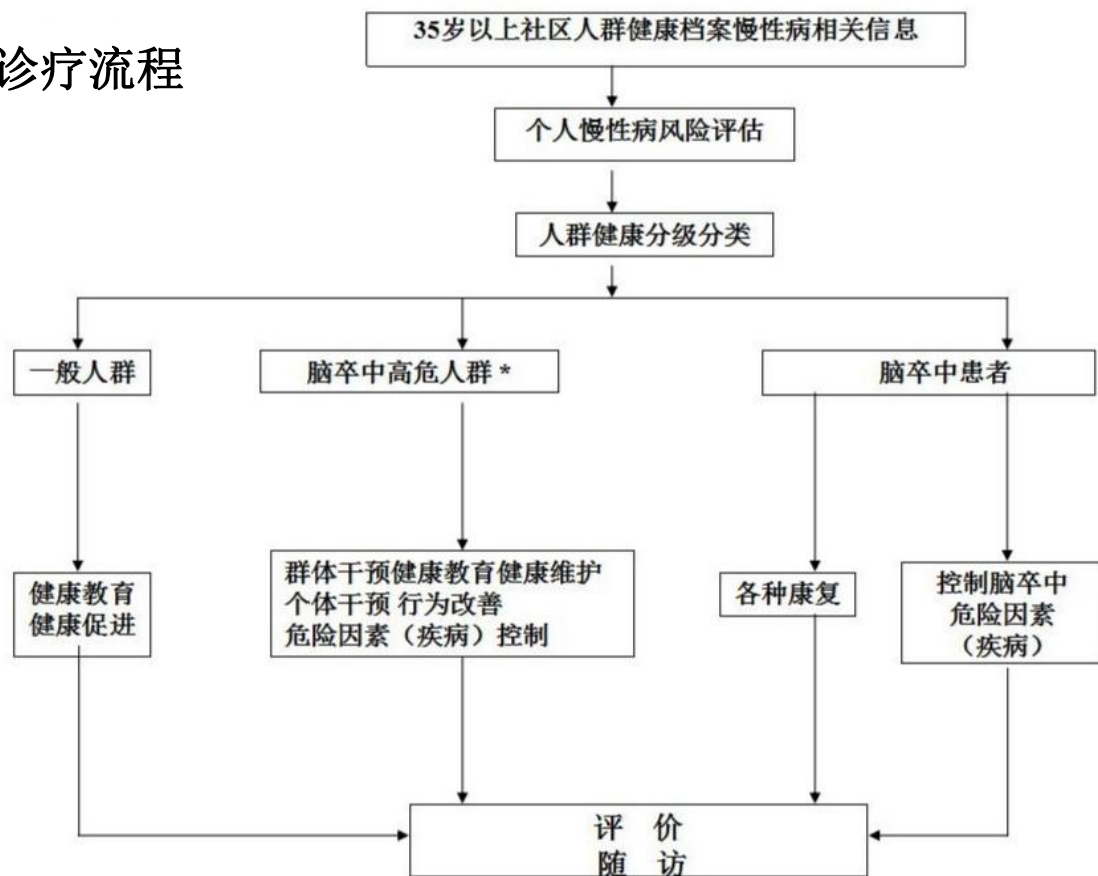 诊疗流程
35岁以上社区人群健康档案慢性病相关信息
个人慢性病风险评估
人群健康分级分类
一般人群
脑卒中高危人群 *
脑卒中患者
健康教育
健康促进
群体干预健康教育健康维护
个体干预 行为改善
危险因素（疾病）控制
各种康复
控制脑卒中
危险因素
（疾病）
评 价
随 访